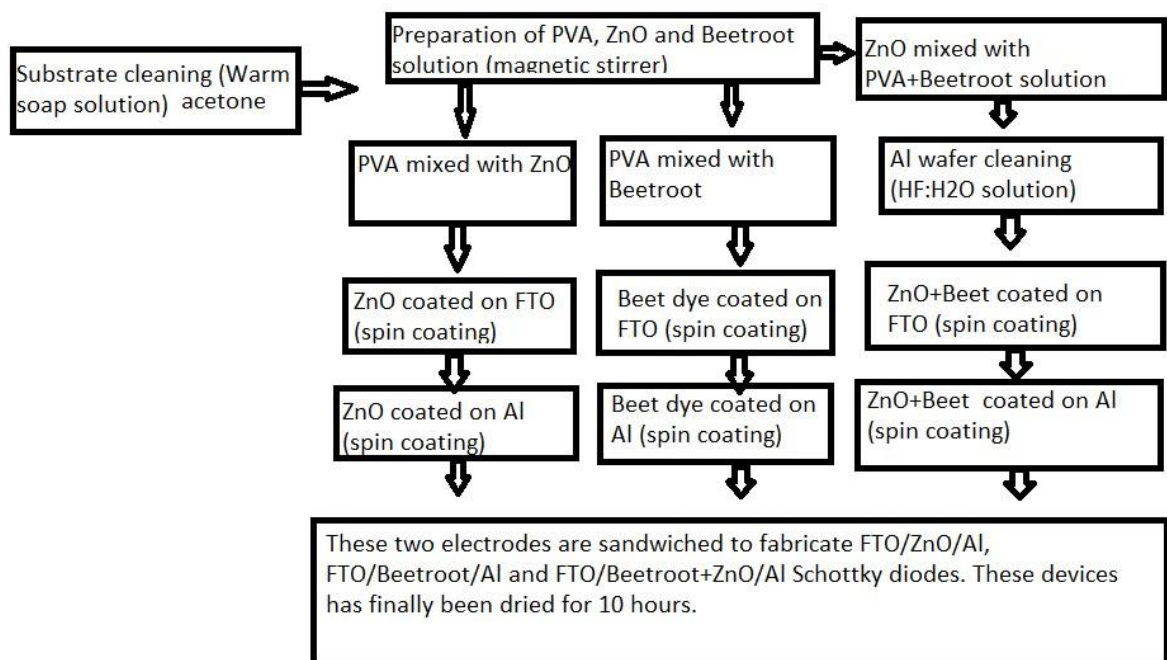 Substrate cleaning (Warm
soap solution) acetone
Preparation of PVA, ZnO and Beetroot
solution (magnetic stirrer)
ZnO mixed with
PVA+Beetroot solution
PVA mixed with ZnO
PVA mixed with
Beetroot
Al wafer cleaning
(HF:H2O solution)
ZnO coated on FTO
(spin coating)
Beet dye coated on
FTO (spin coating)
ZnO+Beet coated on
FTO (spin coating)
ZnO coated on Al
(spin coating)
Beet dye coated on
Al (spin coating)
ZnO+Beet coated on Al
(spin coating)
These two electrodes are sandwiched to fabricate FTO/ZnO/Al,
FTO/Beetroot/Al and FTO/Beetroot+ZnO/Al Schottky diodes. These devices
has finally been dried for 10 hours.